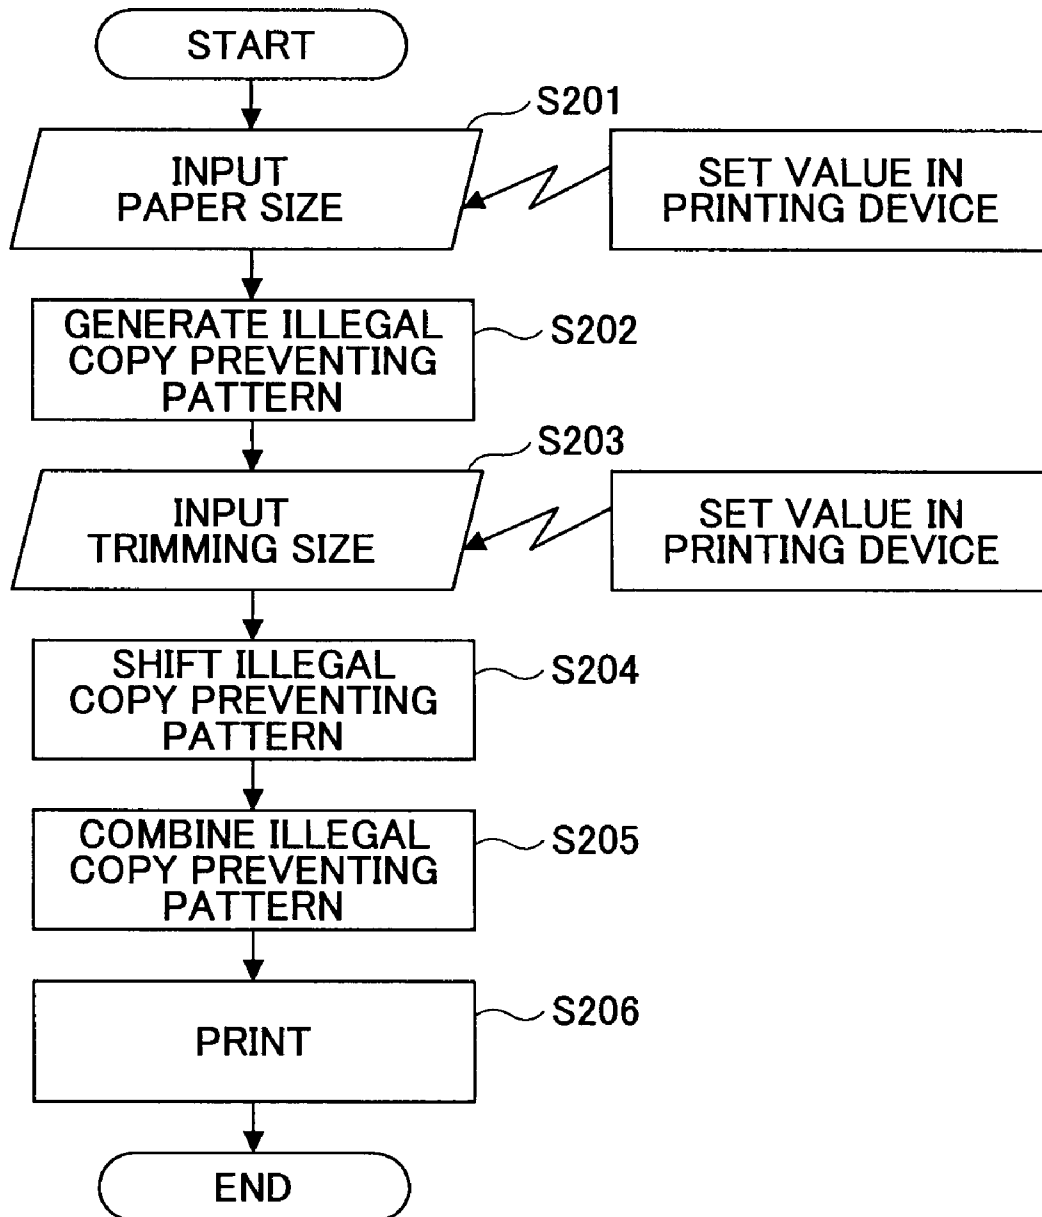 START
S201
INPUT
PAPER SIZE
SET VALUE IN
PRINTING DEVICE
GENERATE ILLEGAL
COPY PREVENTING
PATTERN
S202
S203
INPUT
TRIMMING SIZE
SET VALUE IN
PRINTING DEVICE
SHIFT ILLEGAL
COPY PREVENTING
PATTERN
S204
COMBINE ILLEGAL
COPY PREVENTING
PATTERN
S205
PRINT
S206
END